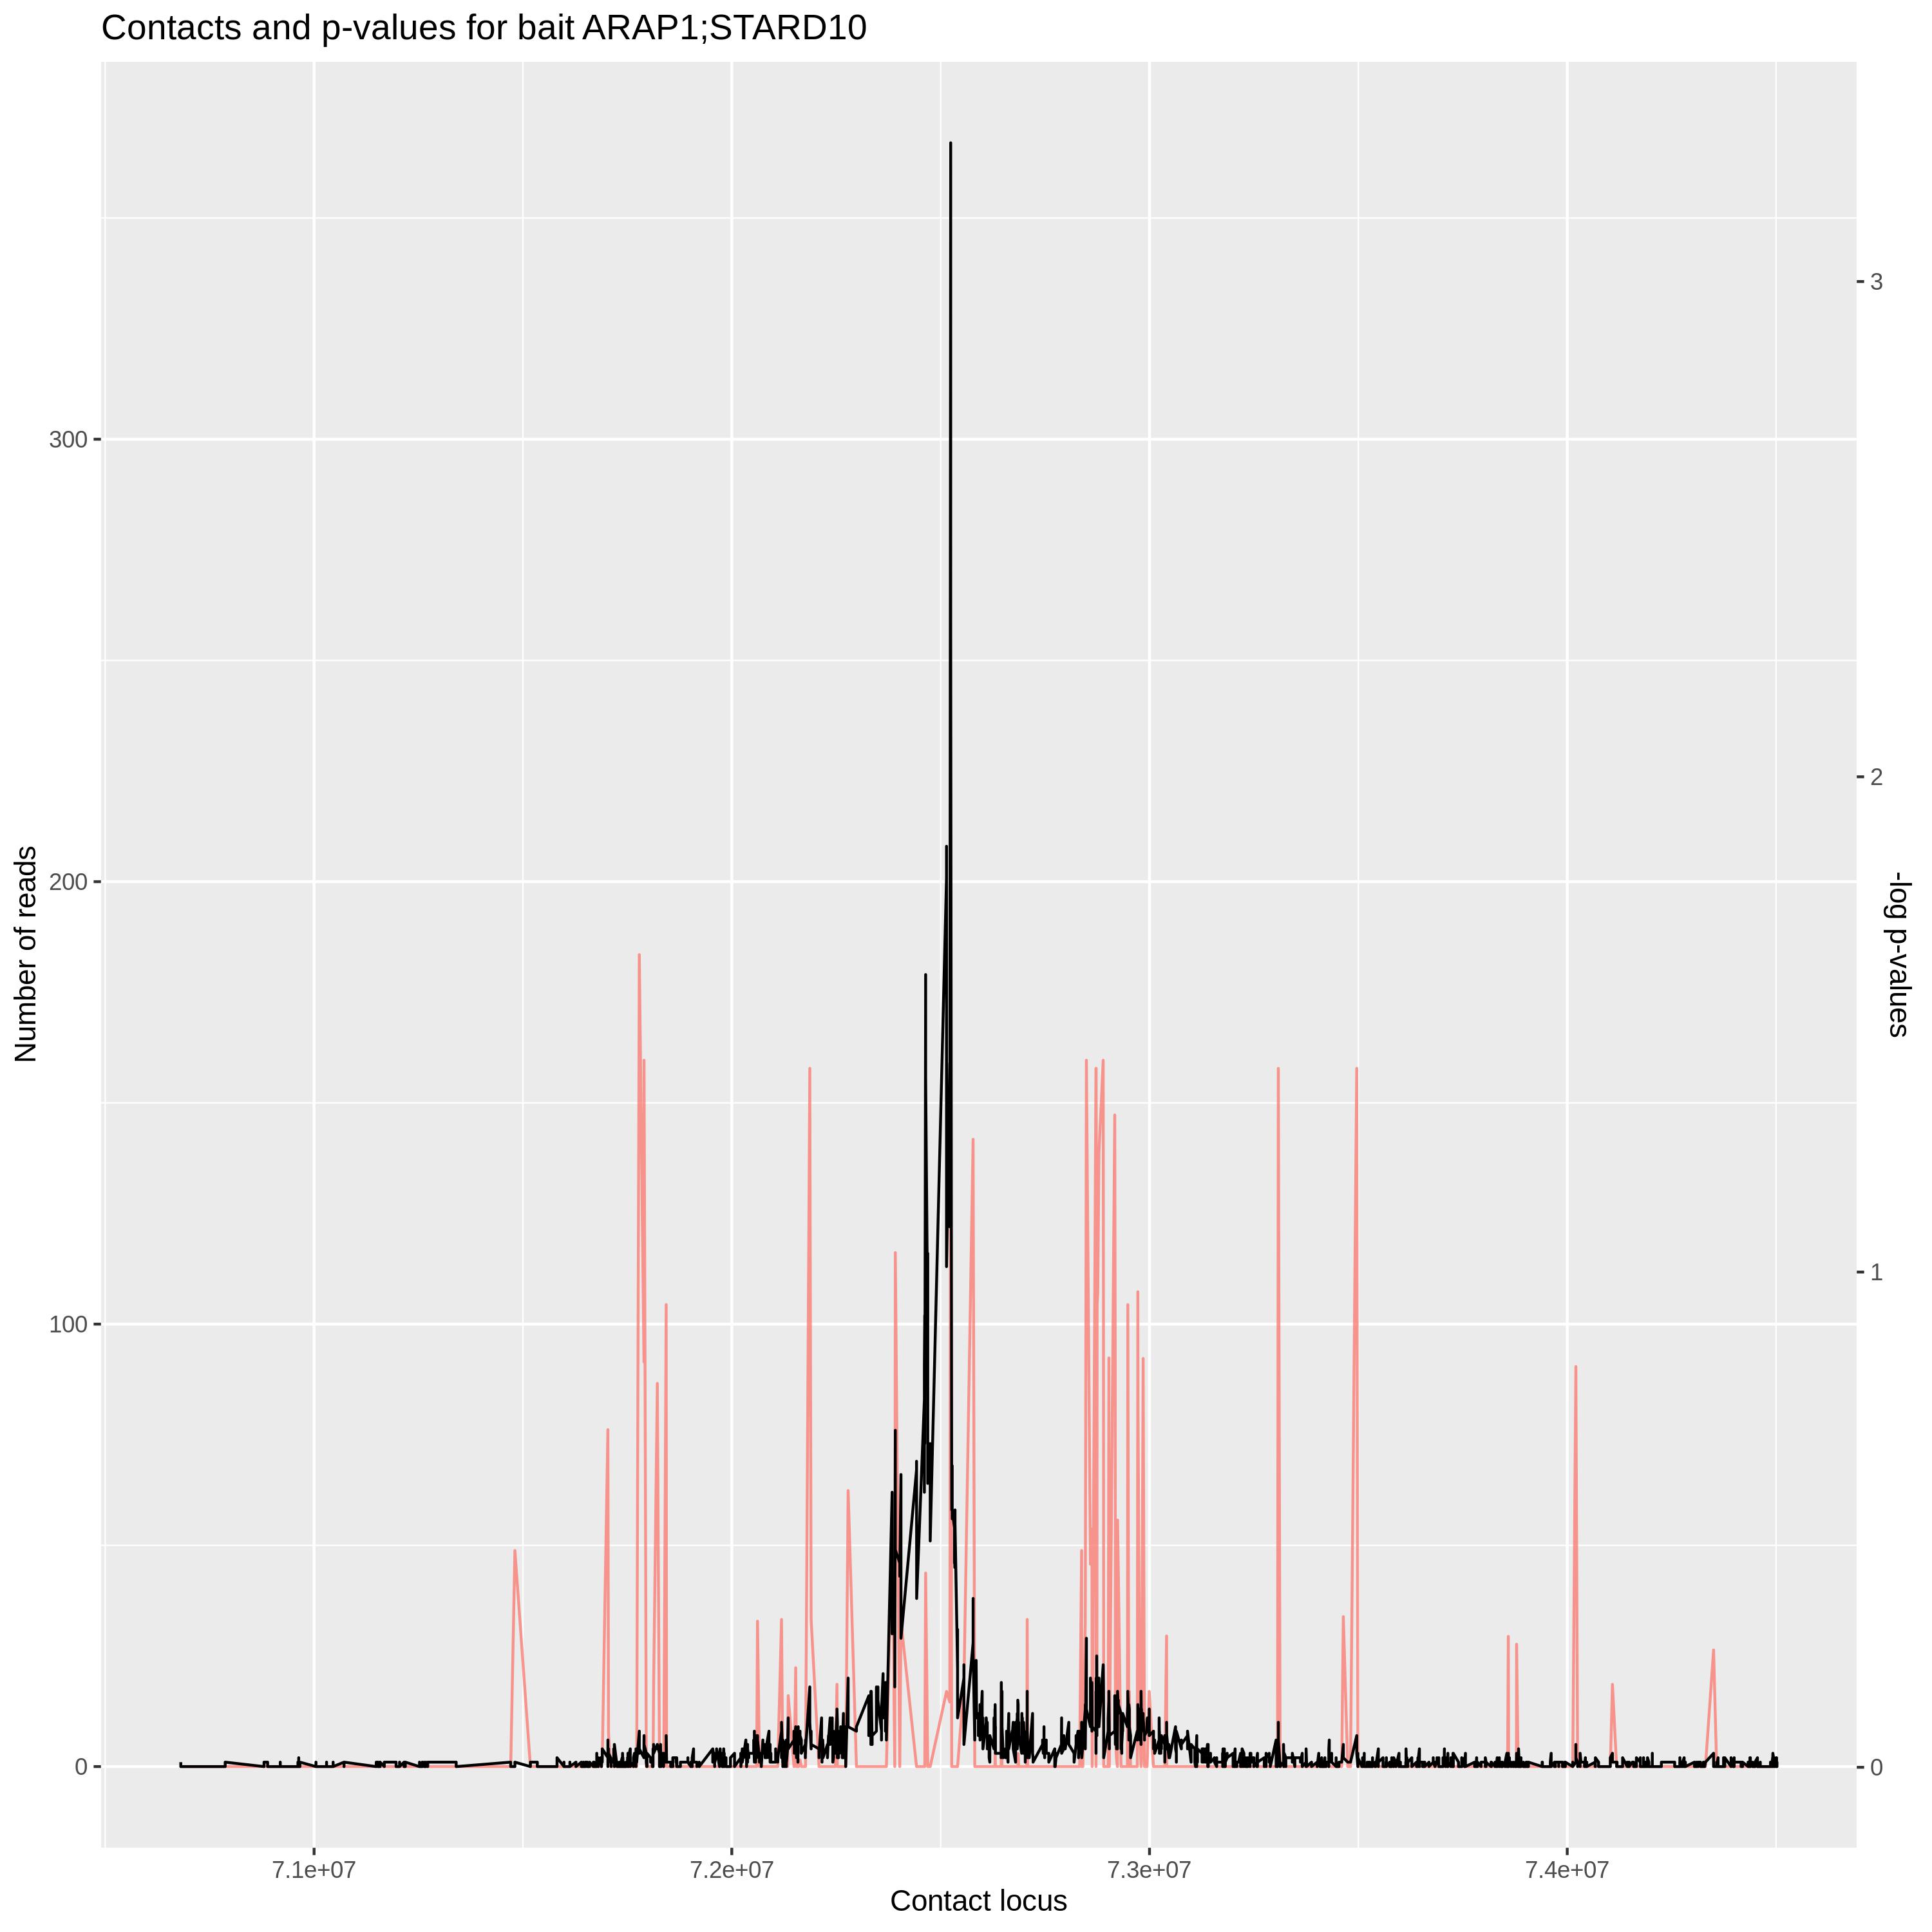 Contacts and p-values for bait ARAP1;STARD10
Number of reads
300
200
100
0
3
2
1
0
-log p-values
7.1e+07 7.2e+07 7.3e+07 7.4e+07
Contact locus